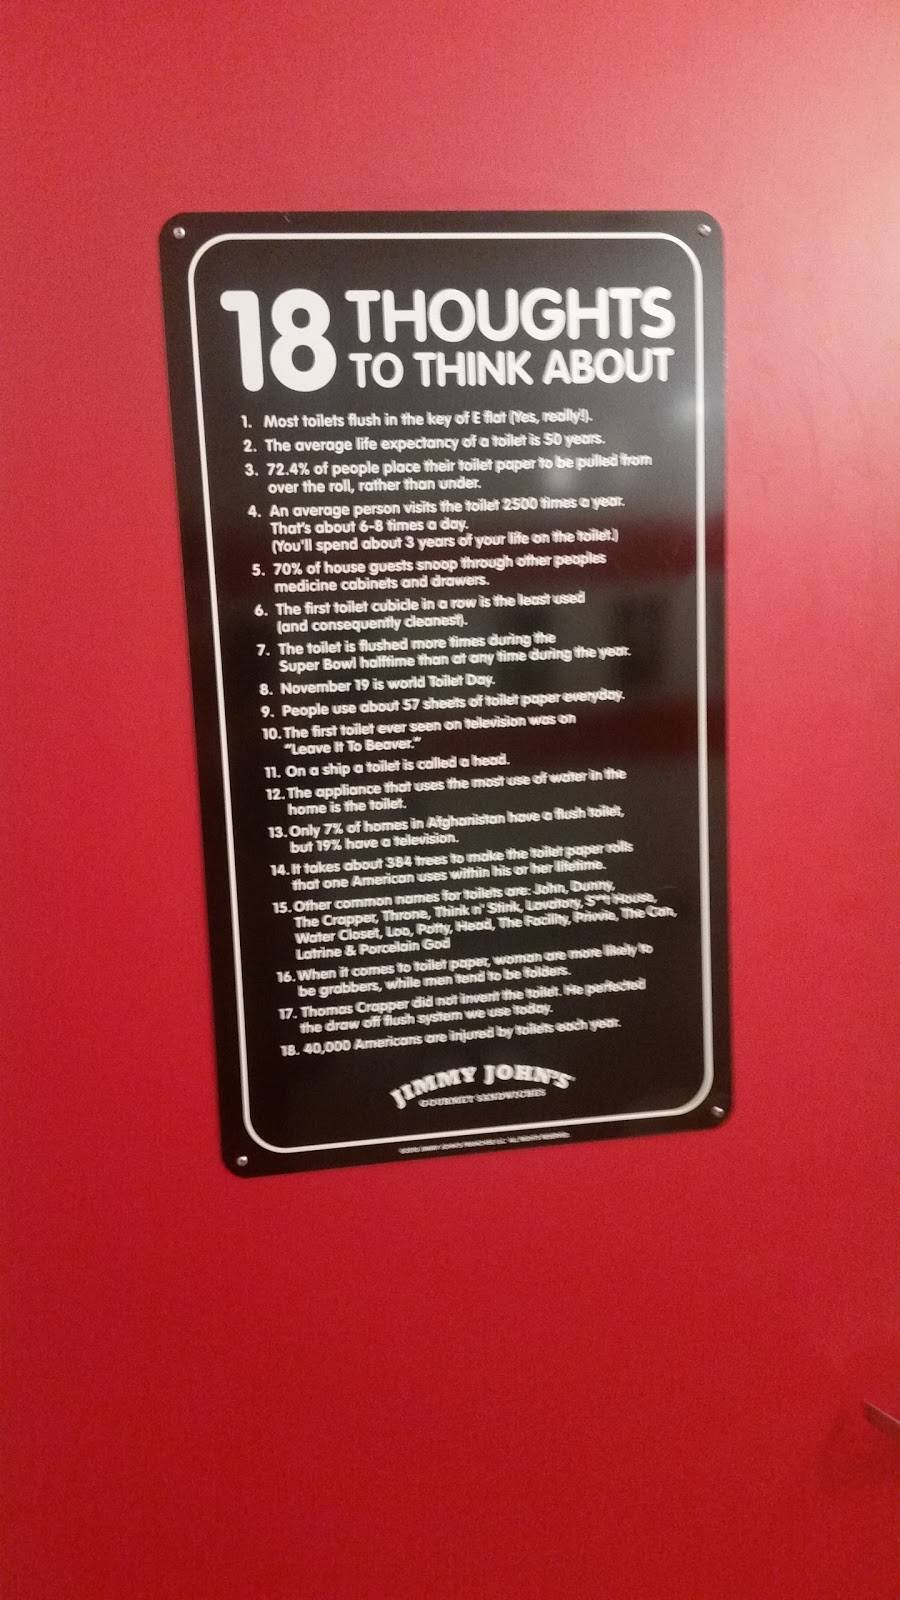 18 THOUGHTS
TO THINK ABOUT
1. Most toilets flush in the key of E flat (Yes, really!).
2. The average life expectancy of a toilet is 50 years.
3. 72.4% of people place their toilet paper to be pulled from
over the roll, rather than under.
4. An average person visits the toilet 2500 times a year.
That's about 6-8 times a day.
(You'll spend about 3 years of your life on the toilet.)
5. 70% of house guests snoop through other peoples
medicine cabinets and drawers.
6. The first toilet cubicle in a row is the least used
(and consequently cleanest).
7. The toilet is flushed more times during the
Super Bowl halftime than at any time during the year.
8. November 19 is world Toilet Day.
9. People use about 57 sheets of toilet paper everyday.
10. The first toilet ever seen on television was on
"Leave It To Beaver."
11. On a ship a toilet is called a head.
12. The appliance that uses the most use of water in the
home is the toilet.
13. Only 7% of homes in Afghanistan have a flush toilet,
but 19% have a television.
14. It takes about 384 trees to make the toilet paper rolls
that one American uses within his or her lifetime.
15. Other common names for toilets are: John, Dunny,
The Crapper, Throne, Think n' Stink, Lavatory, S**t House,
Water Closet, Loo, Potty, Head, The Facility, Privvie, The Can,
Latrine & Porcelain God
16. When it comes to toilet paper, woman are more likely to
be grabbers, while men tend to be folders.
17. Thomas Crapper did not invent the toilet. He perfected
the draw off flush system we use today.
18. 40,000 Americans are injured by toilets each year.
JIMMY JOHN'S
GOURMET SANDWICHES